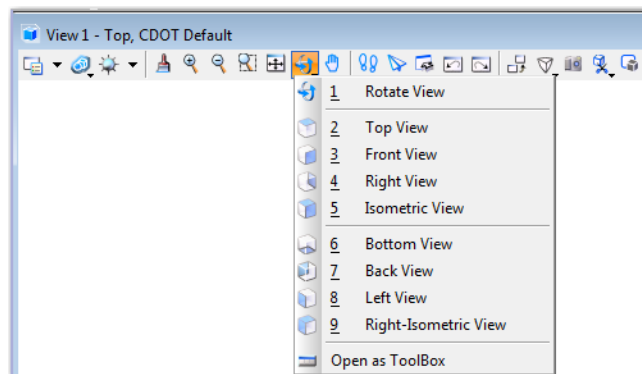 View 1 - Top, CDOT Default
1 Rotate View
2 Top View
3 Front View
4 Right View
5 Isometric View
6 Bottom View
7 Back View
8 Left View
9 Right-Isometric View
Open as ToolBox